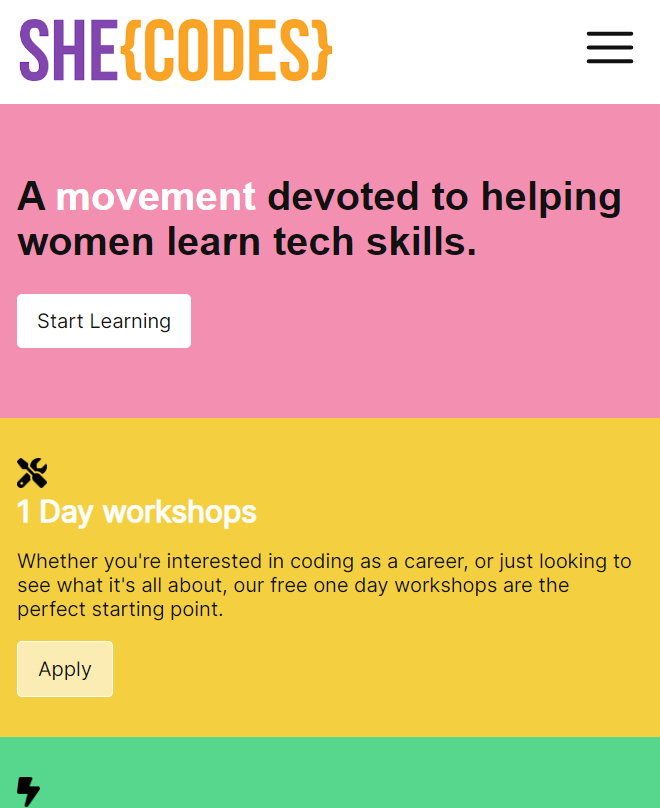 SHE{CODES}
A movement devoted to helping
women learn tech skills.
Start Learning
1 Day workshops
Whether you're interested in coding as a career, or just looking to
see what it's all about, our free one day workshops are the
perfect starting point.
Apply